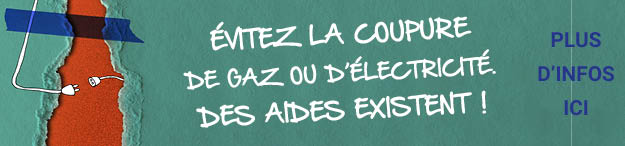 ÉVITEZ LA COUPURE
DE GAZ OU D'ÉLECTRICITÉ.
DES AIDES EXISTENT !
PLUS
D'INFOS
ICI